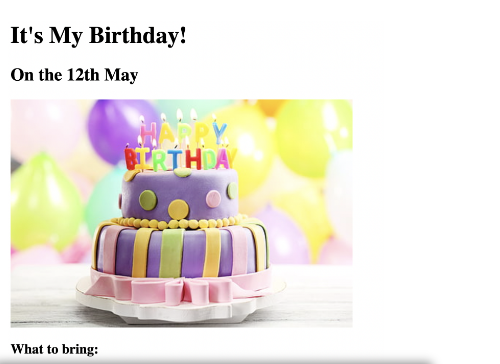 It's My Birthday!
On the 12th May
HAPPY
BIRTHDAY
What to bring: